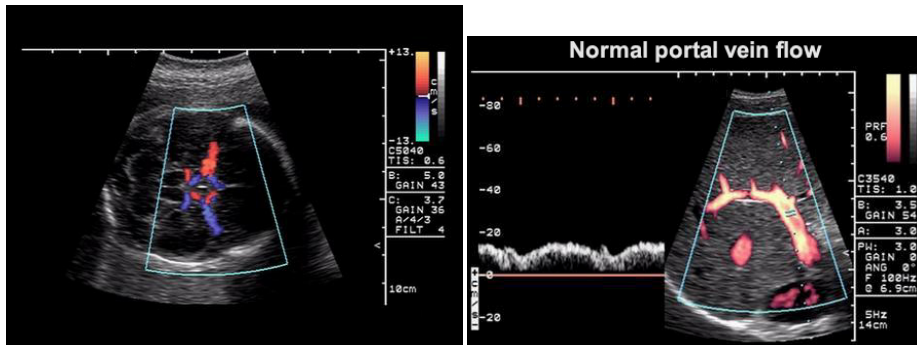 +13.
cm/s
-13.
C5040
TIS: 0.6
B: 5.0
GAIN 43
C: 3.7
GAIN 36
A/4/3
FILT 4
<
10cm
Normal portal vein flow
-80
-60
-40
-20
-0
-20
PRF
0.6
C3540
TIS: 1.0
B: 3.5
GAIN 54
A: 3.0
PW: 3.0
GAIN 0
ANG 0°
F 100Hz
@ 6.9cm
<
5Hz
14cm